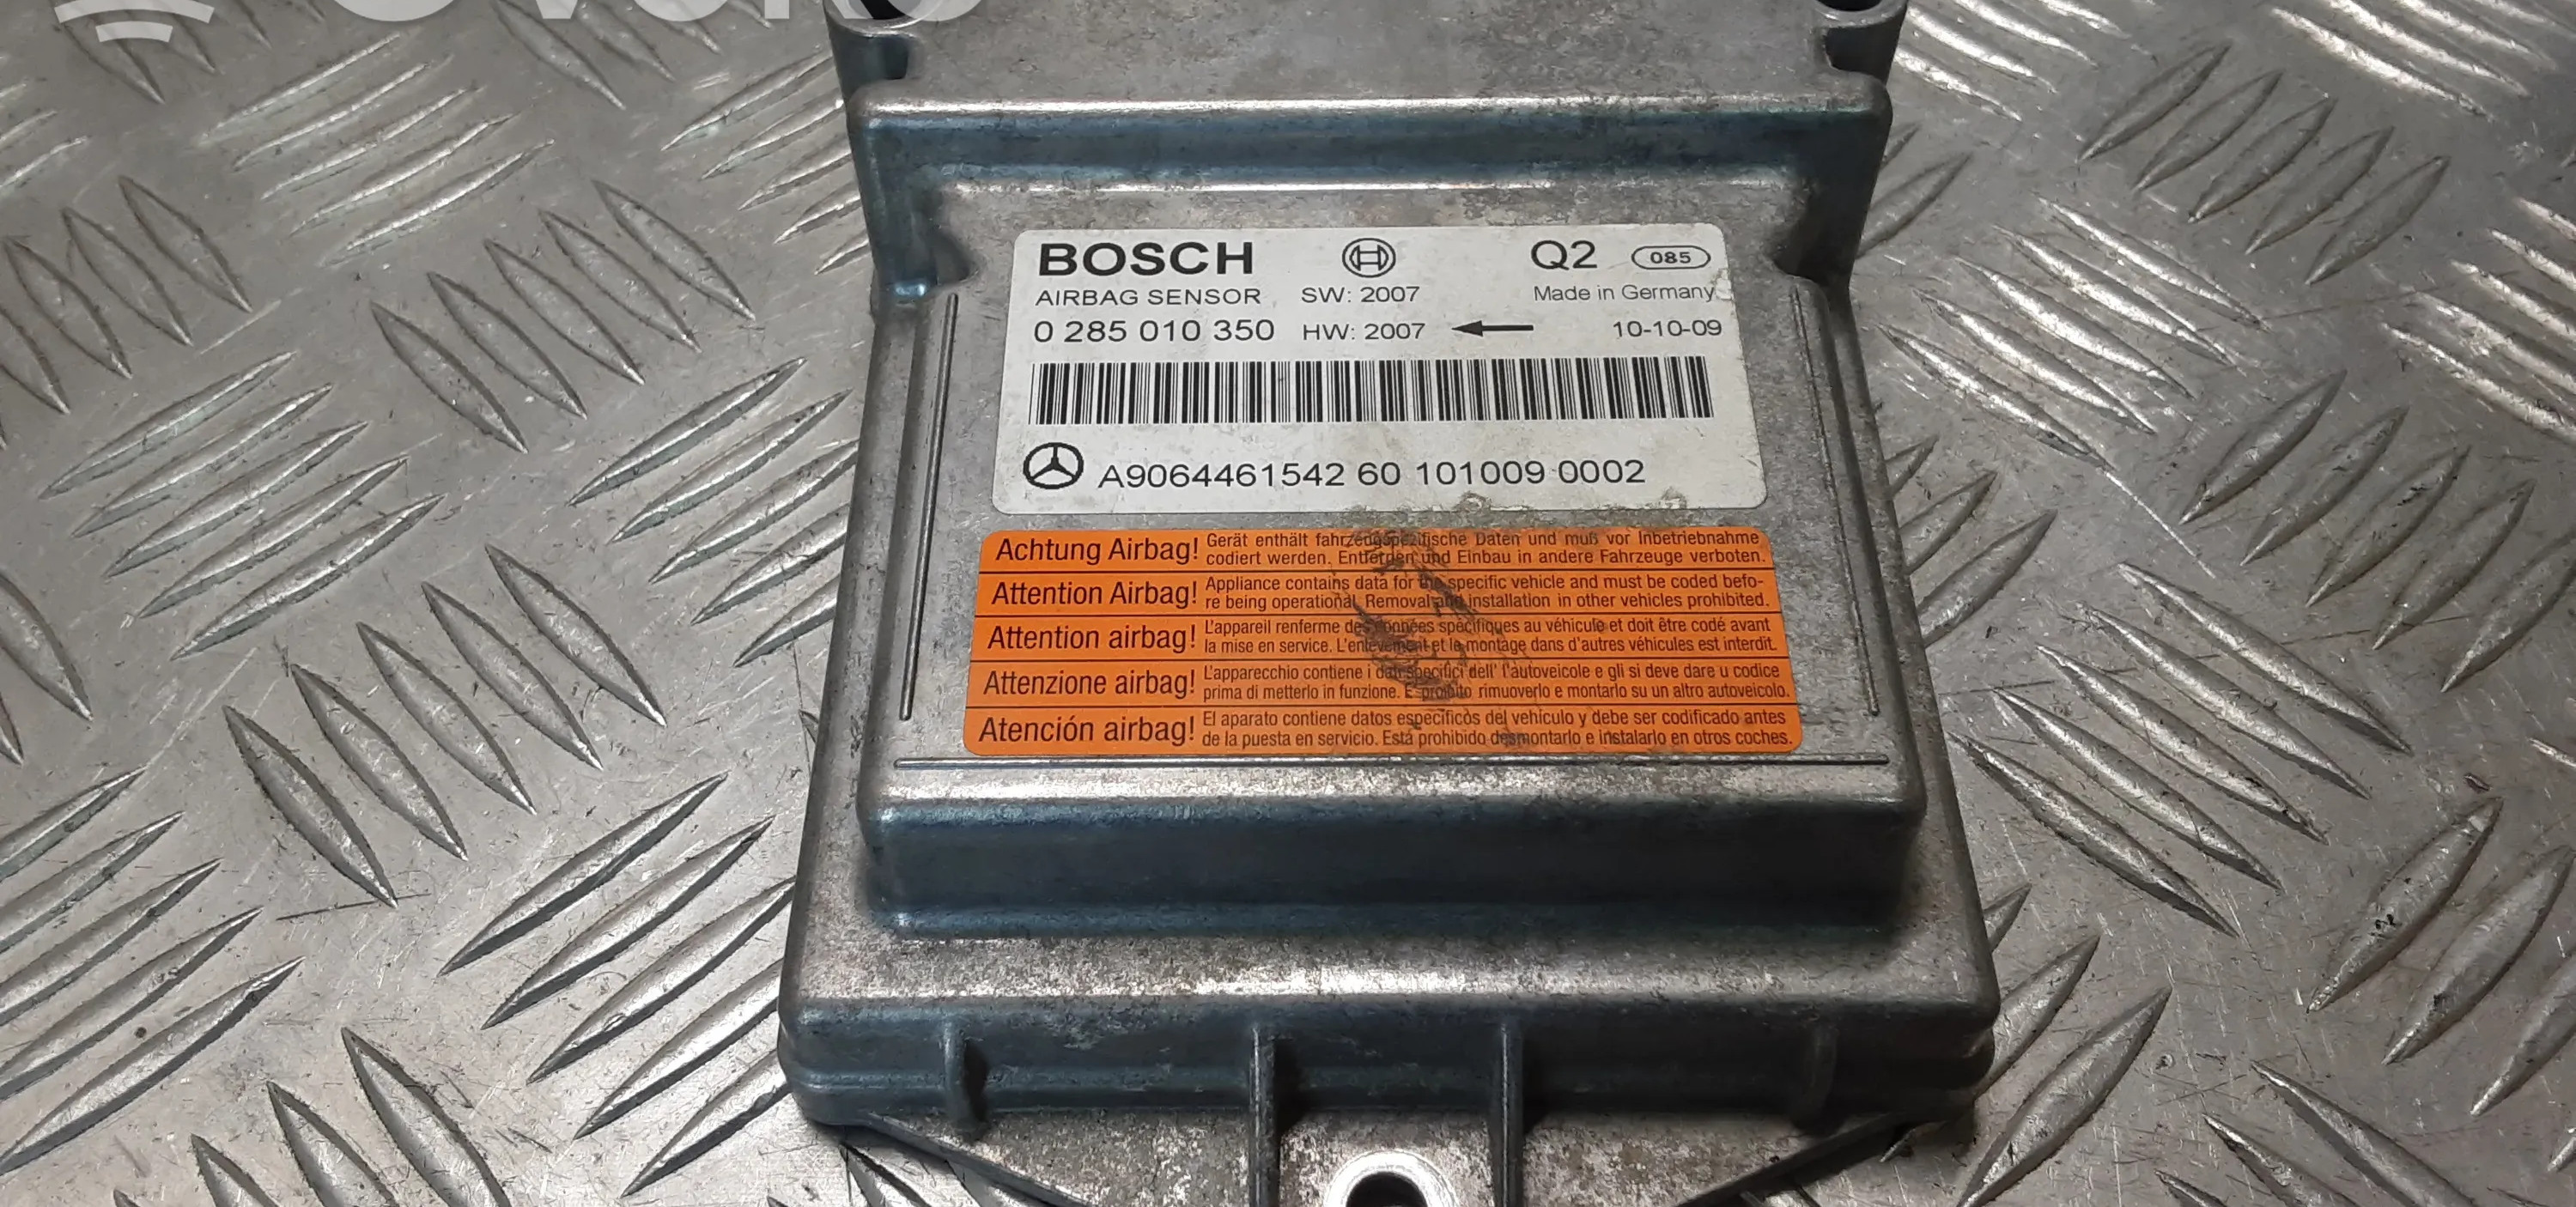 BOSCH Q2 085
AIRBAG SENSOR SW: 2007 Made in Germany
0 285 010 350 HW: 2007 10-10-09
A9064461542 60 101009 0002
Achtung Airbag! Gerät enthält fahrzeugspezifische Daten und muß vor Inbetriebnahme
codiert werden. Entfernen und Einbau in andere Fahrzeuge verboten.
Attention Airbag! Appliance contains data for the specific vehicle and must be coded befo-
re being operational. Removal and installation in other vehicles prohibited.
Attention airbag! L'appareil renferme des données spécifiques au véhicule et doit être codé avant
la mise en service. L'enlèvement et le montage dans d'autres véhicules est interdit.
Attenzione airbag! L'apparecchio contiene i dati specifici dell' l'autoveicole e gli si deve dare u codice
prima di metterlo in funzione. E' proibito rimuoverlo e montarlo su un altro autoveicolo.
Atención airbag! El aparato contiene datos específicos del vehículo y debe ser codificado antes
de la puesta en servicio. Está prohibido desmontarlo e instalarlo en otros coches.